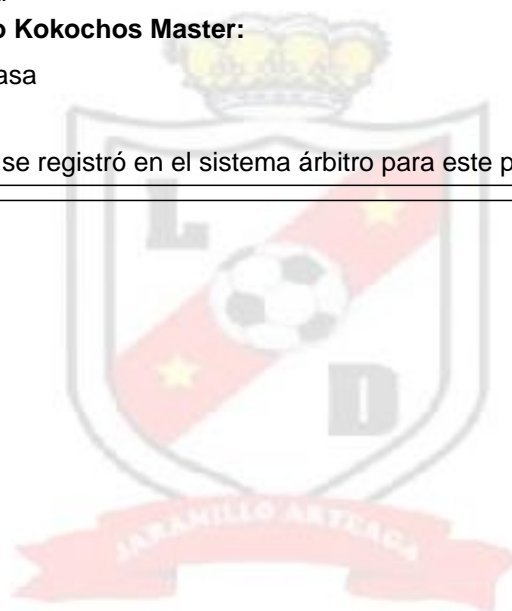 o Kokochos Master:
asa
se registró en el sistema árbitro para este p
L
D
JARAMILLO ARTEAGA